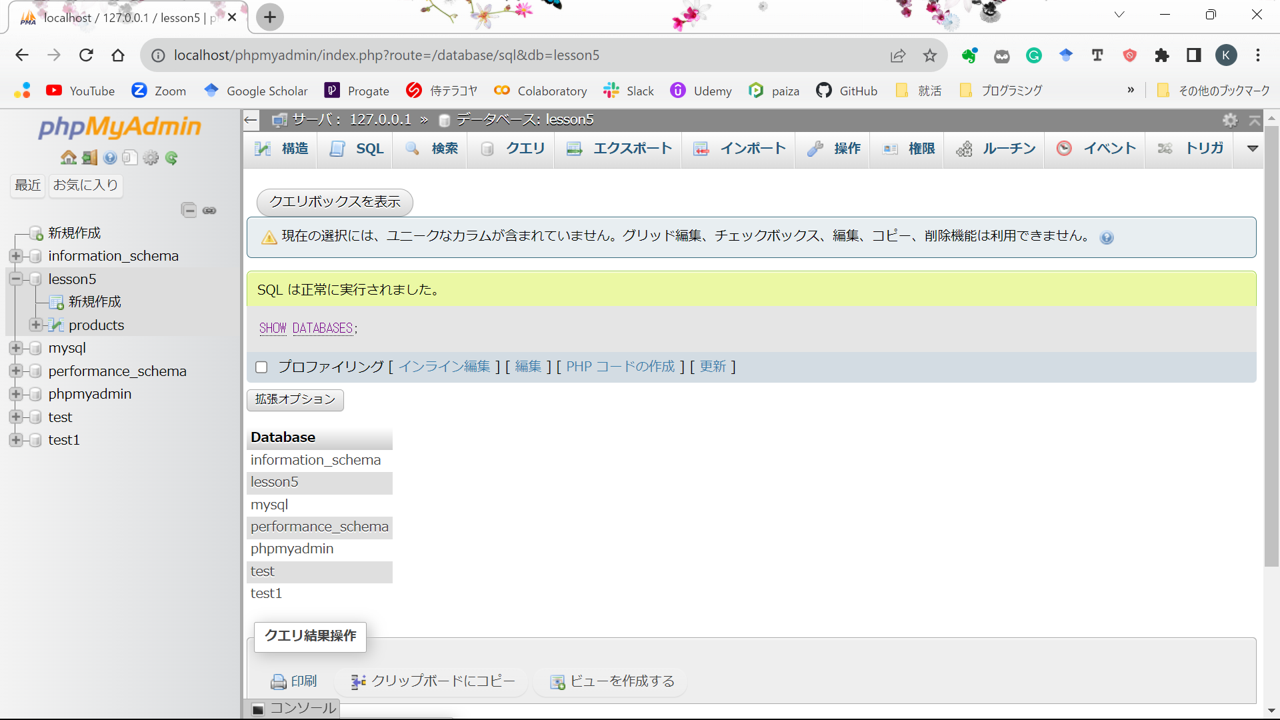 localhost / 127.0.0.1 / lesson5 | p
localhost/phpmyadmin/index.php?route=/database/sql&db=lesson5
K
YouTube
Zoom
Google Scholar
Progate
侍テラコヤ
Colaboratory
Slack
Udemy
paiza
GitHub
就活
プログラミング
»
その他のブックマーク
phpMyAdmin
最近
お気に入り
新規作成
information_schema
lesson5
新規作成
products
mysql
performance_schema
phpmyadmin
test
test1
サーバ: 127.0.0.1 » データベース: lesson5
構造
SQL
検索
クエリ
エクスポート
インポート
操作
権限
ルーチン
イベント
トリガ
クエリボックスを表示
現在の選択には、ユニークなカラムが含まれていません。グリッド編集、チェックボックス、編集、コピー、削除機能は利用できません。
SQL は正常に実行されました。
SHOW DATABASES;
プロファイリング [ インライン編集 ] [ 編集 ] [ PHP コードの作成 ] [ 更新 ]
拡張オプション
Database
information_schema
lesson5
mysql
performance_schema
phpmyadmin
test
test1
クエリ結果操作
印刷
クリップボードにコピー
ビューを作成する
コンソール